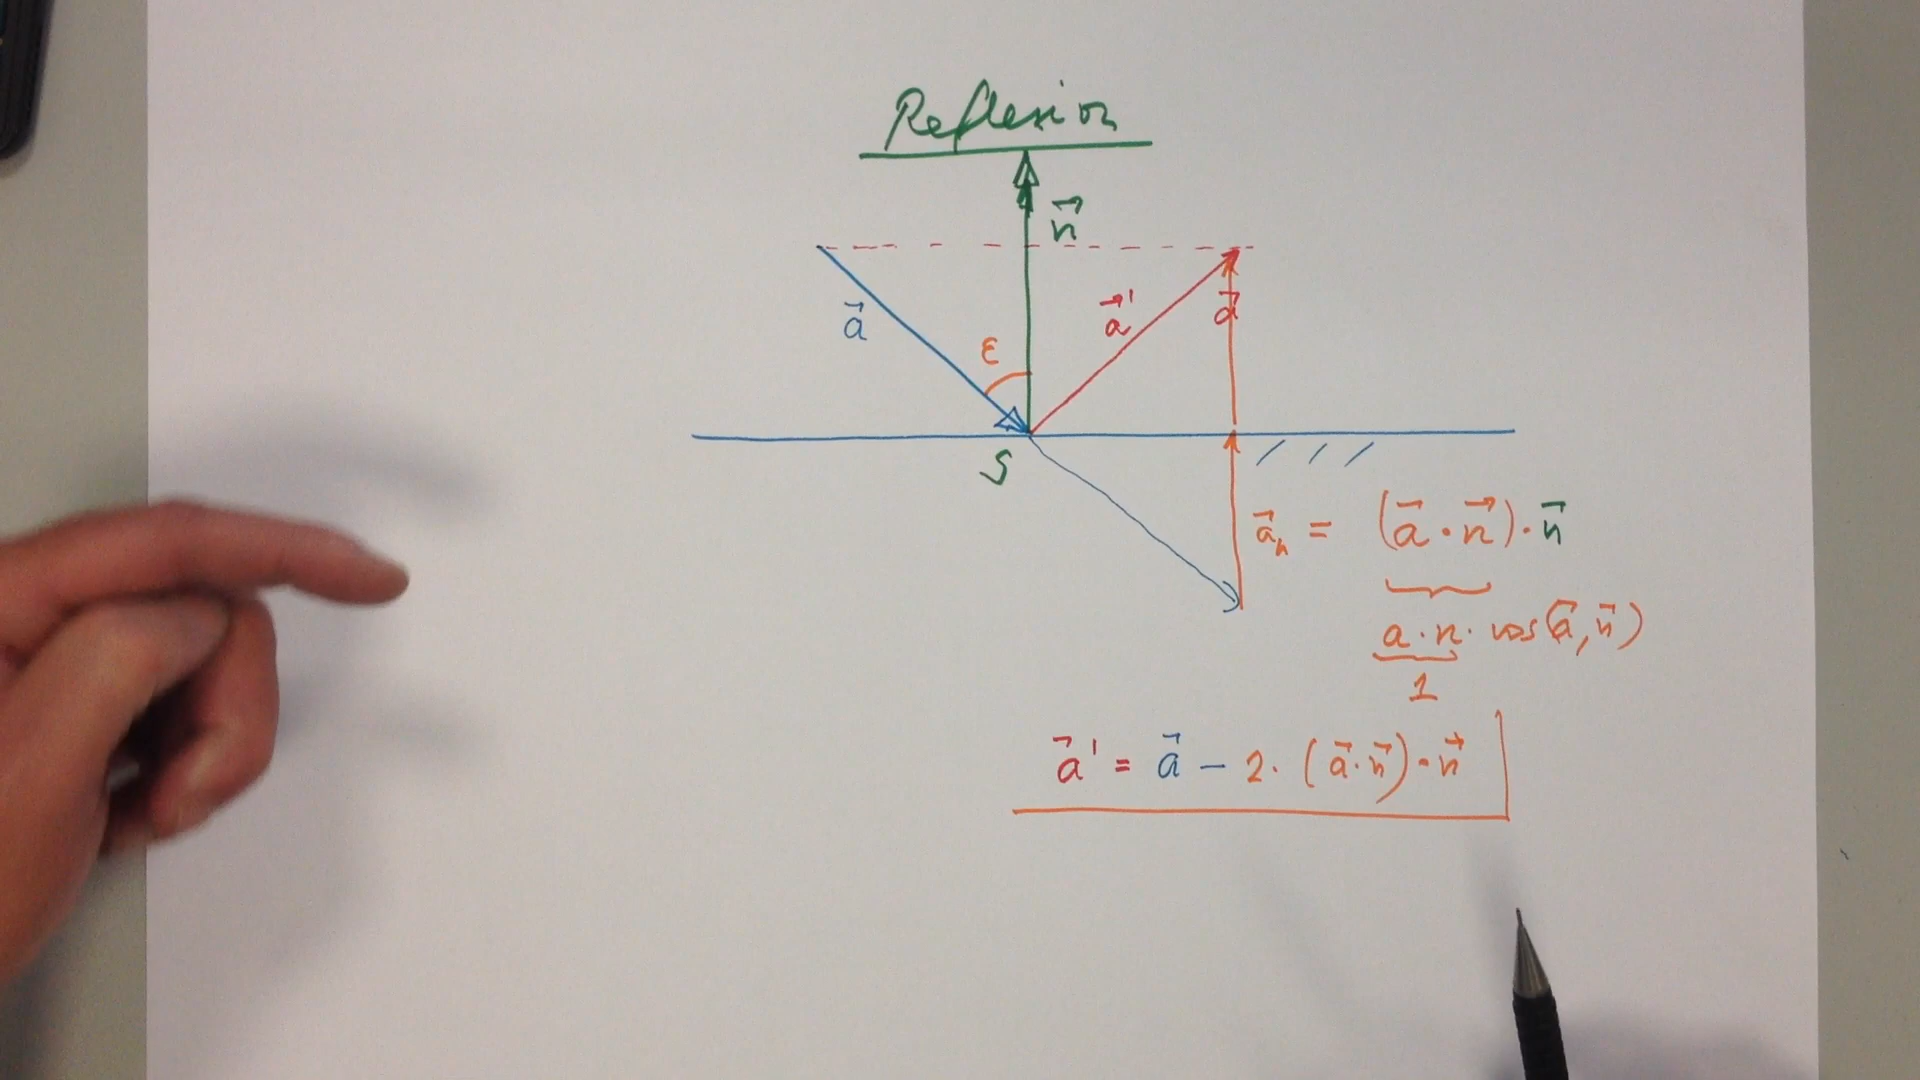 Reflexion
n⃗
a⃗
ε
a⃗'
a⃗
S
a⃗ₙ = (a⃗ · n⃗) · n⃗
a · n · cos(a⃗, n⃗)
1
a⃗' = a⃗ - 2 · (a⃗ · n⃗) · n⃗